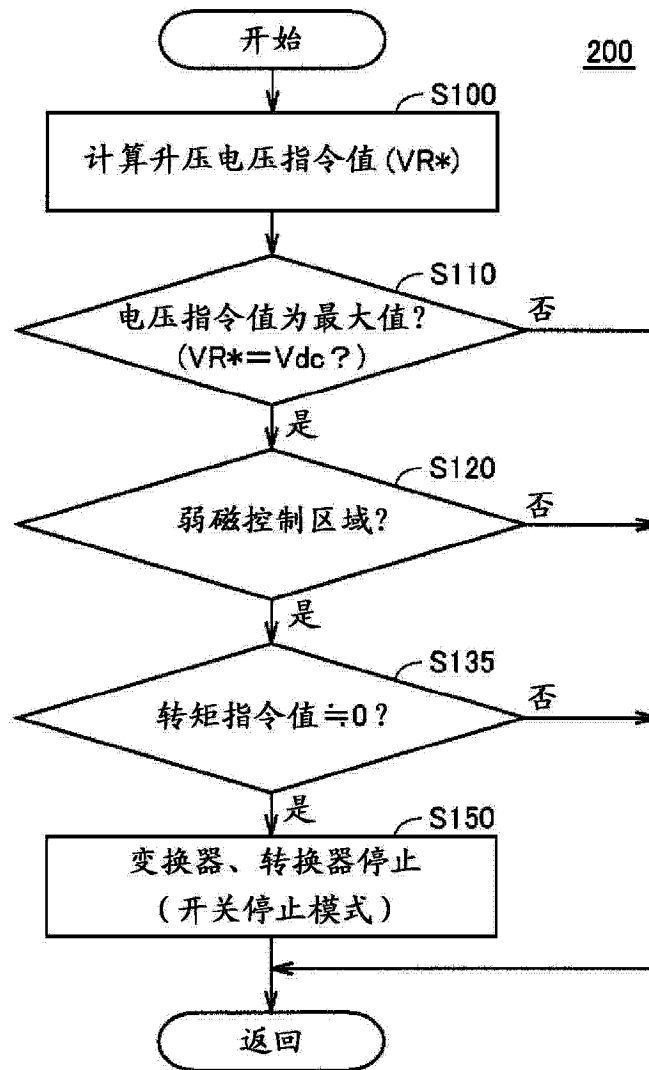 开始
200
S100
计算升压电压指令值(VR*)
S110
电压指令值为最大值?
(VR*=Vdc?)
否
是
S120
弱磁控制区域?
否
是
S135
转矩指令值≒0?
否
是
S150
变换器、转换器停止
(开关停止模式)
返回